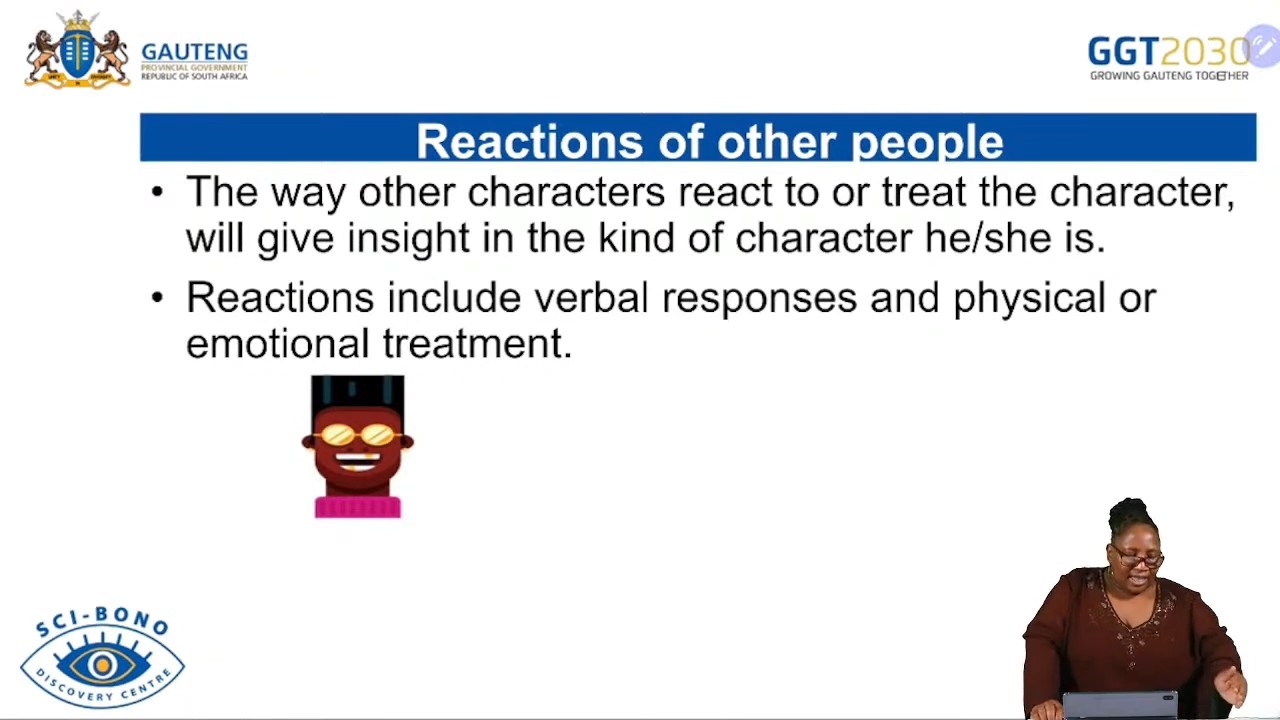 GAUTENG
PROVINCIAL GOVERNMENT
REPUBLIC OF SOUTH AFRICA
GGT2030
GROWING GAUTENG TOGETHER
Reactions of other people
• The way other characters react to or treat the character,
will give insight in the kind of character he/she is.
• Reactions include verbal responses and physical or
emotional treatment.
SCI-BONO
DISCOVERY CENTRE